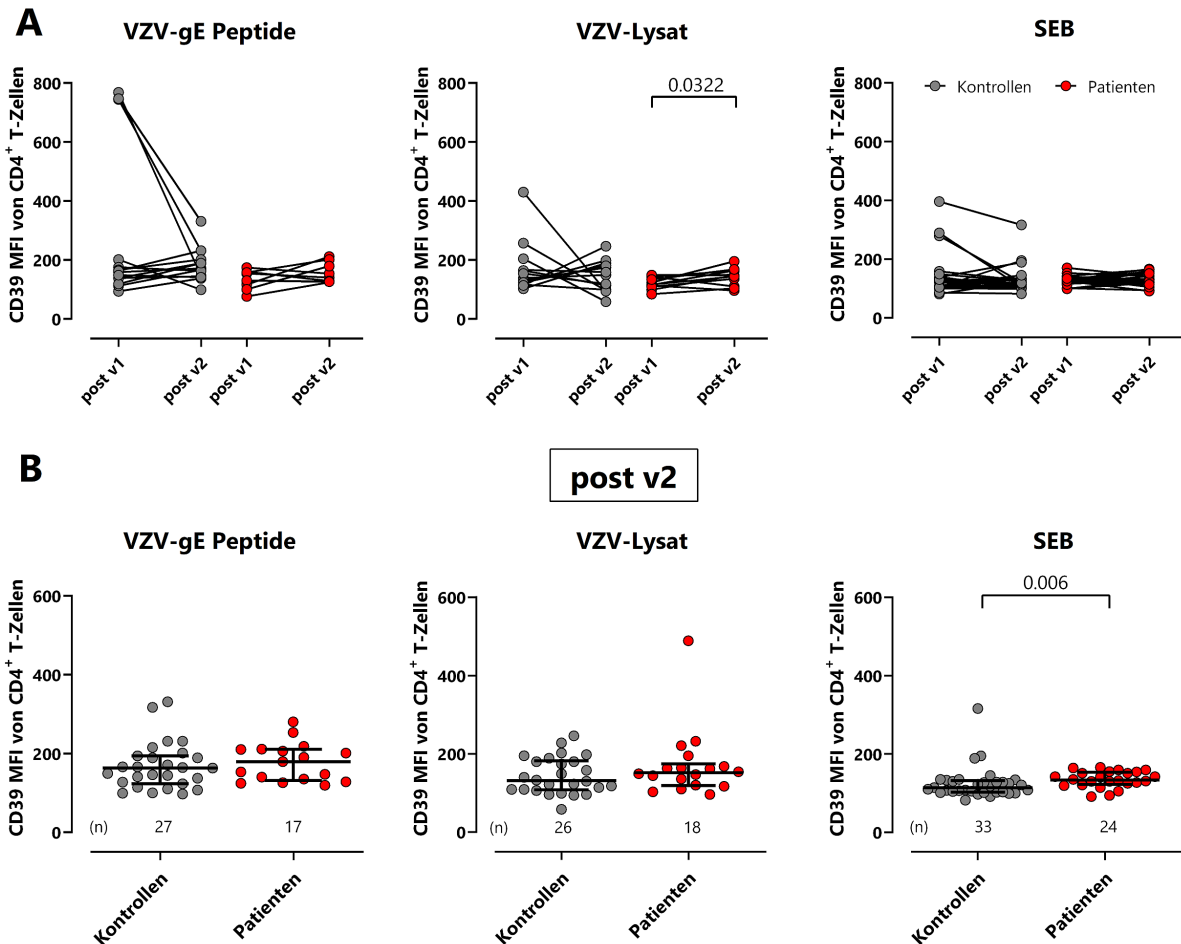 A
VZV-gE Peptide
VZV-Lysat
SEB
CD39 MFI von CD4+ T-Zellen
800
600
400
200
0
post v1
post v2
post v1
post v2
CD39 MFI von CD4+ T-Zellen
800
600
400
200
0
0.0322
post v1
post v2
post v1
post v2
CD39 MFI von CD4+ T-Zellen
800
600
400
200
0
Kontrollen
Patienten
post v1
post v2
post v1
post v2
B
post v2
VZV-gE Peptide
VZV-Lysat
SEB
CD39 MFI von CD4+ T-Zellen
600
400
200
0
(n)
27
17
Kontrollen
Patienten
CD39 MFI von CD4+ T-Zellen
600
400
200
0
(n)
26
18
Kontrollen
Patienten
CD39 MFI von CD4+ T-Zellen
600
400
200
0
0.006
(n)
33
24
Kontrollen
Patienten